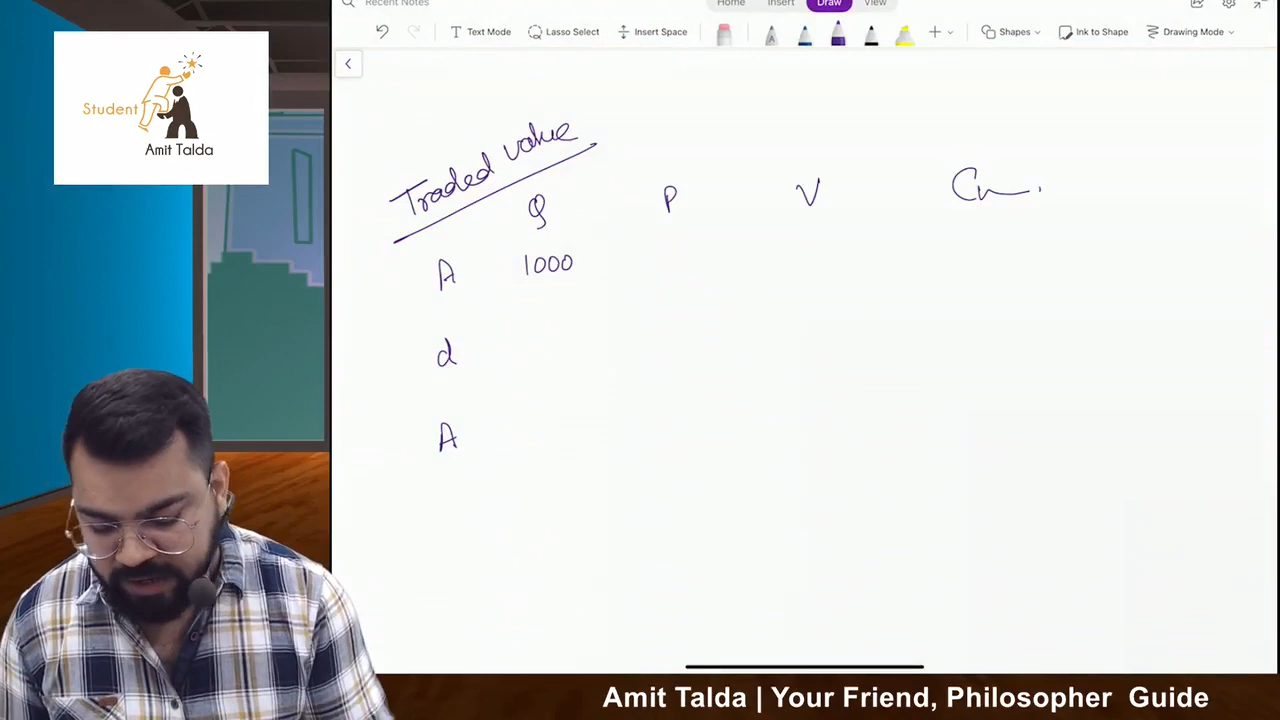 Recent Notes
Home Insert Draw View
Text Mode Lasso Select Insert Space Shapes Ink to Shape Drawing Mode
Student
Amit Talda
Traded value
Q P V
A 1000
d
A
Amit Talda | Your Friend, Philosopher Guide